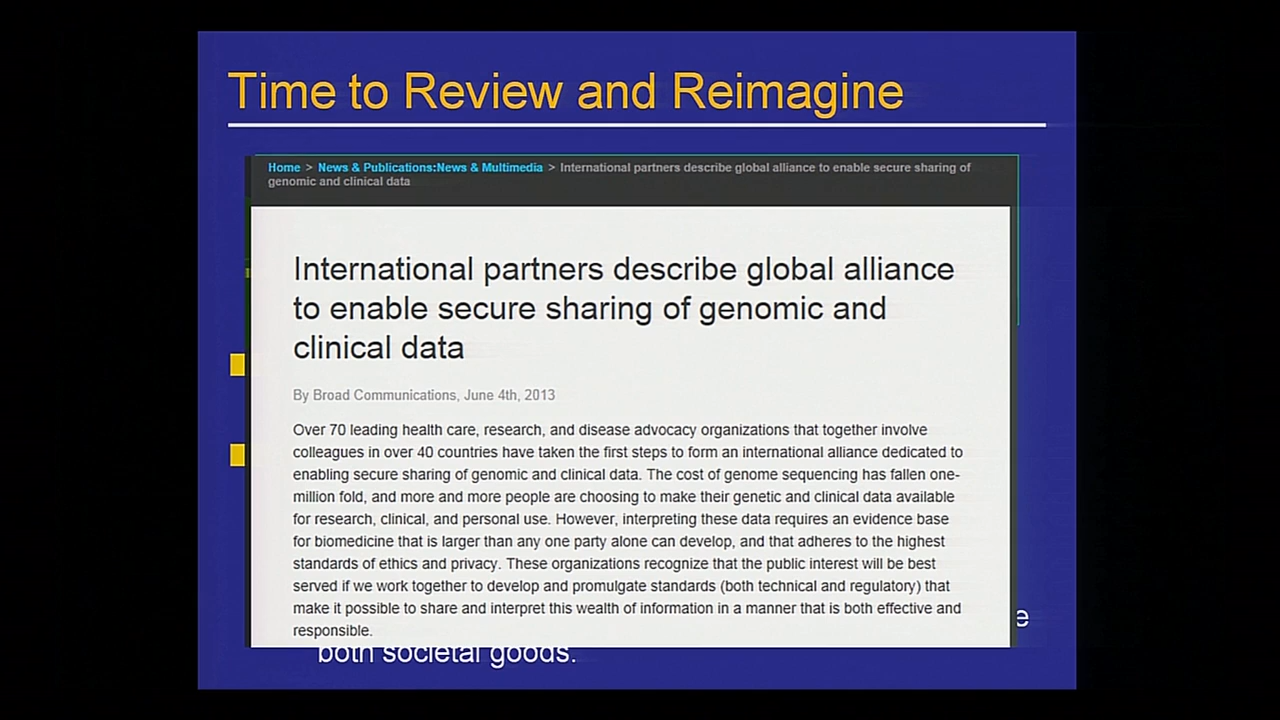 Time to Review and Reimagine
Home > News & Publications:News & Multimedia > International partners describe global alliance to enable secure sharing of
genomic and clinical data
International partners describe global alliance
to enable secure sharing of genomic and
clinical data
By Broad Communications, June 4th, 2013
Over 70 leading health care, research, and disease advocacy organizations that together involve
colleagues in over 40 countries have taken the first steps to form an international alliance dedicated to
enabling secure sharing of genomic and clinical data. The cost of genome sequencing has fallen one-
million fold, and more and more people are choosing to make their genetic and clinical data available
for research, clinical, and personal use. However, interpreting these data requires an evidence base
for biomedicine that is larger than any one party alone can develop, and that adheres to the highest
standards of ethics and privacy. These organizations recognize that the public interest will be best
served if we work together to develop and promulgate standards (both technical and regulatory) that
make it possible to share and interpret this wealth of information in a manner that is both effective and
responsible.
both societal goods.